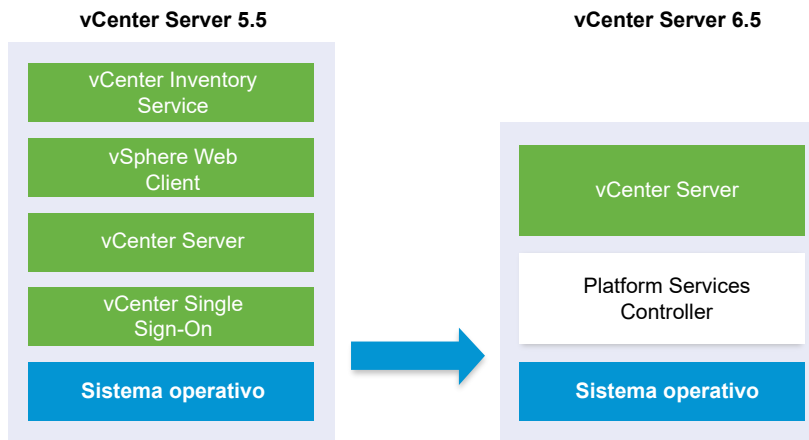 vCenter Server 5.5
vCenter Inventory
Service
vSphere Web
Client
vCenter Server
vCenter Single
Sign-On
Sistema operativo
vCenter Server 6.5
vCenter Server
Platform Services
Controller
Sistema operativo